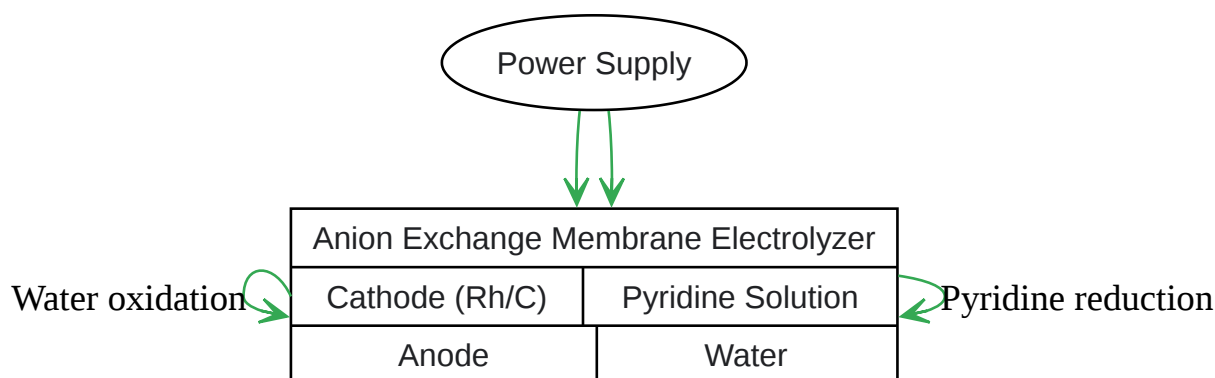 Power Supply
Anion Exchange Membrane Electrolyzer
Water oxidation
Cathode (Rh/C)
Pyridine Solution
Pyridine reduction
Anode
Water